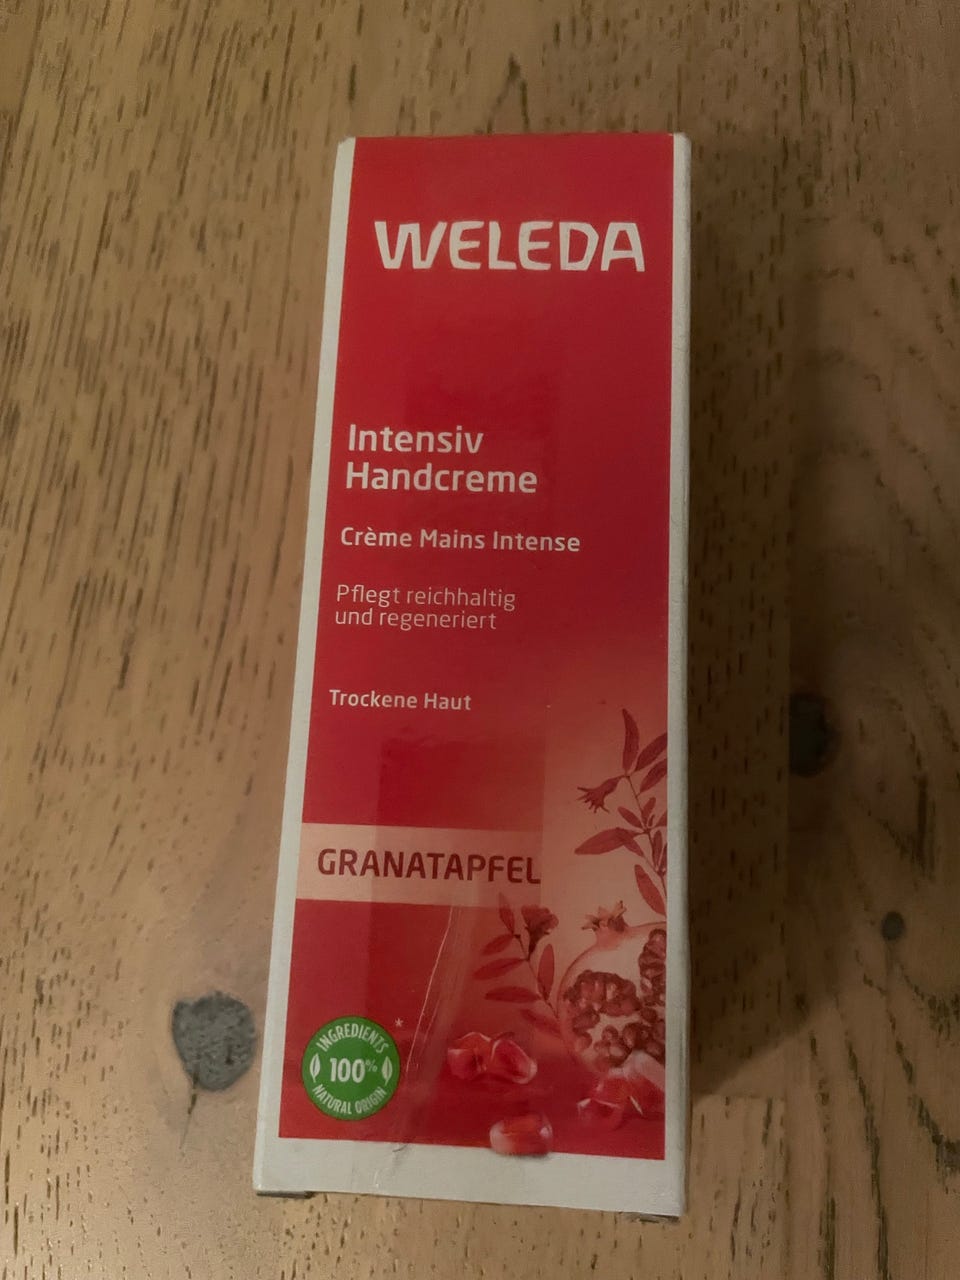 WELEDA
Intensiv
Handcreme
Crème Mains Intense
Pflegt reichhaltig
und regeneriert
Trockene Haut
GRANATAPFEL
INGREDIENTS
100%
NATURAL ORIGIN
*